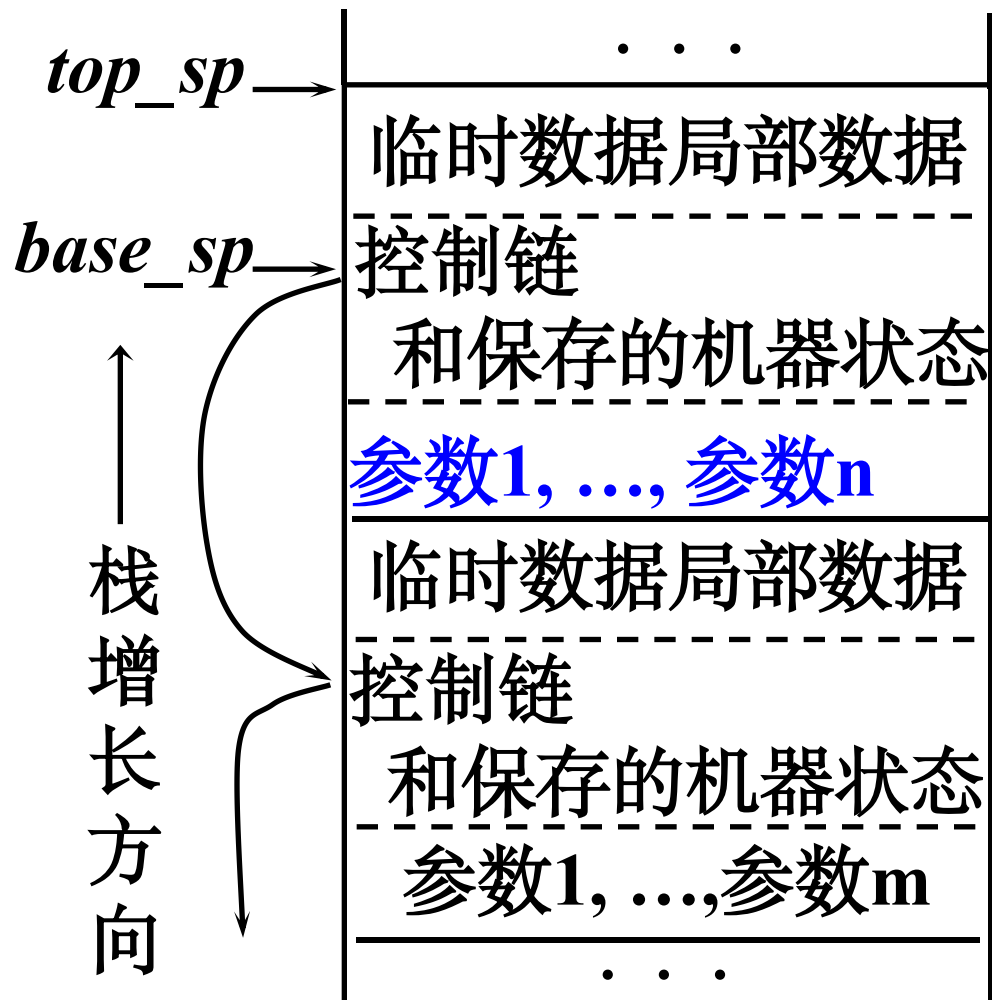 . . .
top_sp
临时数据局部数据
base_sp
控制链
和保存的机器状态
参数1, …, 参数n
临时数据局部数据
控制链
和保存的机器状态
参数1, …,参数m
. . .
栈
增
长
方
向